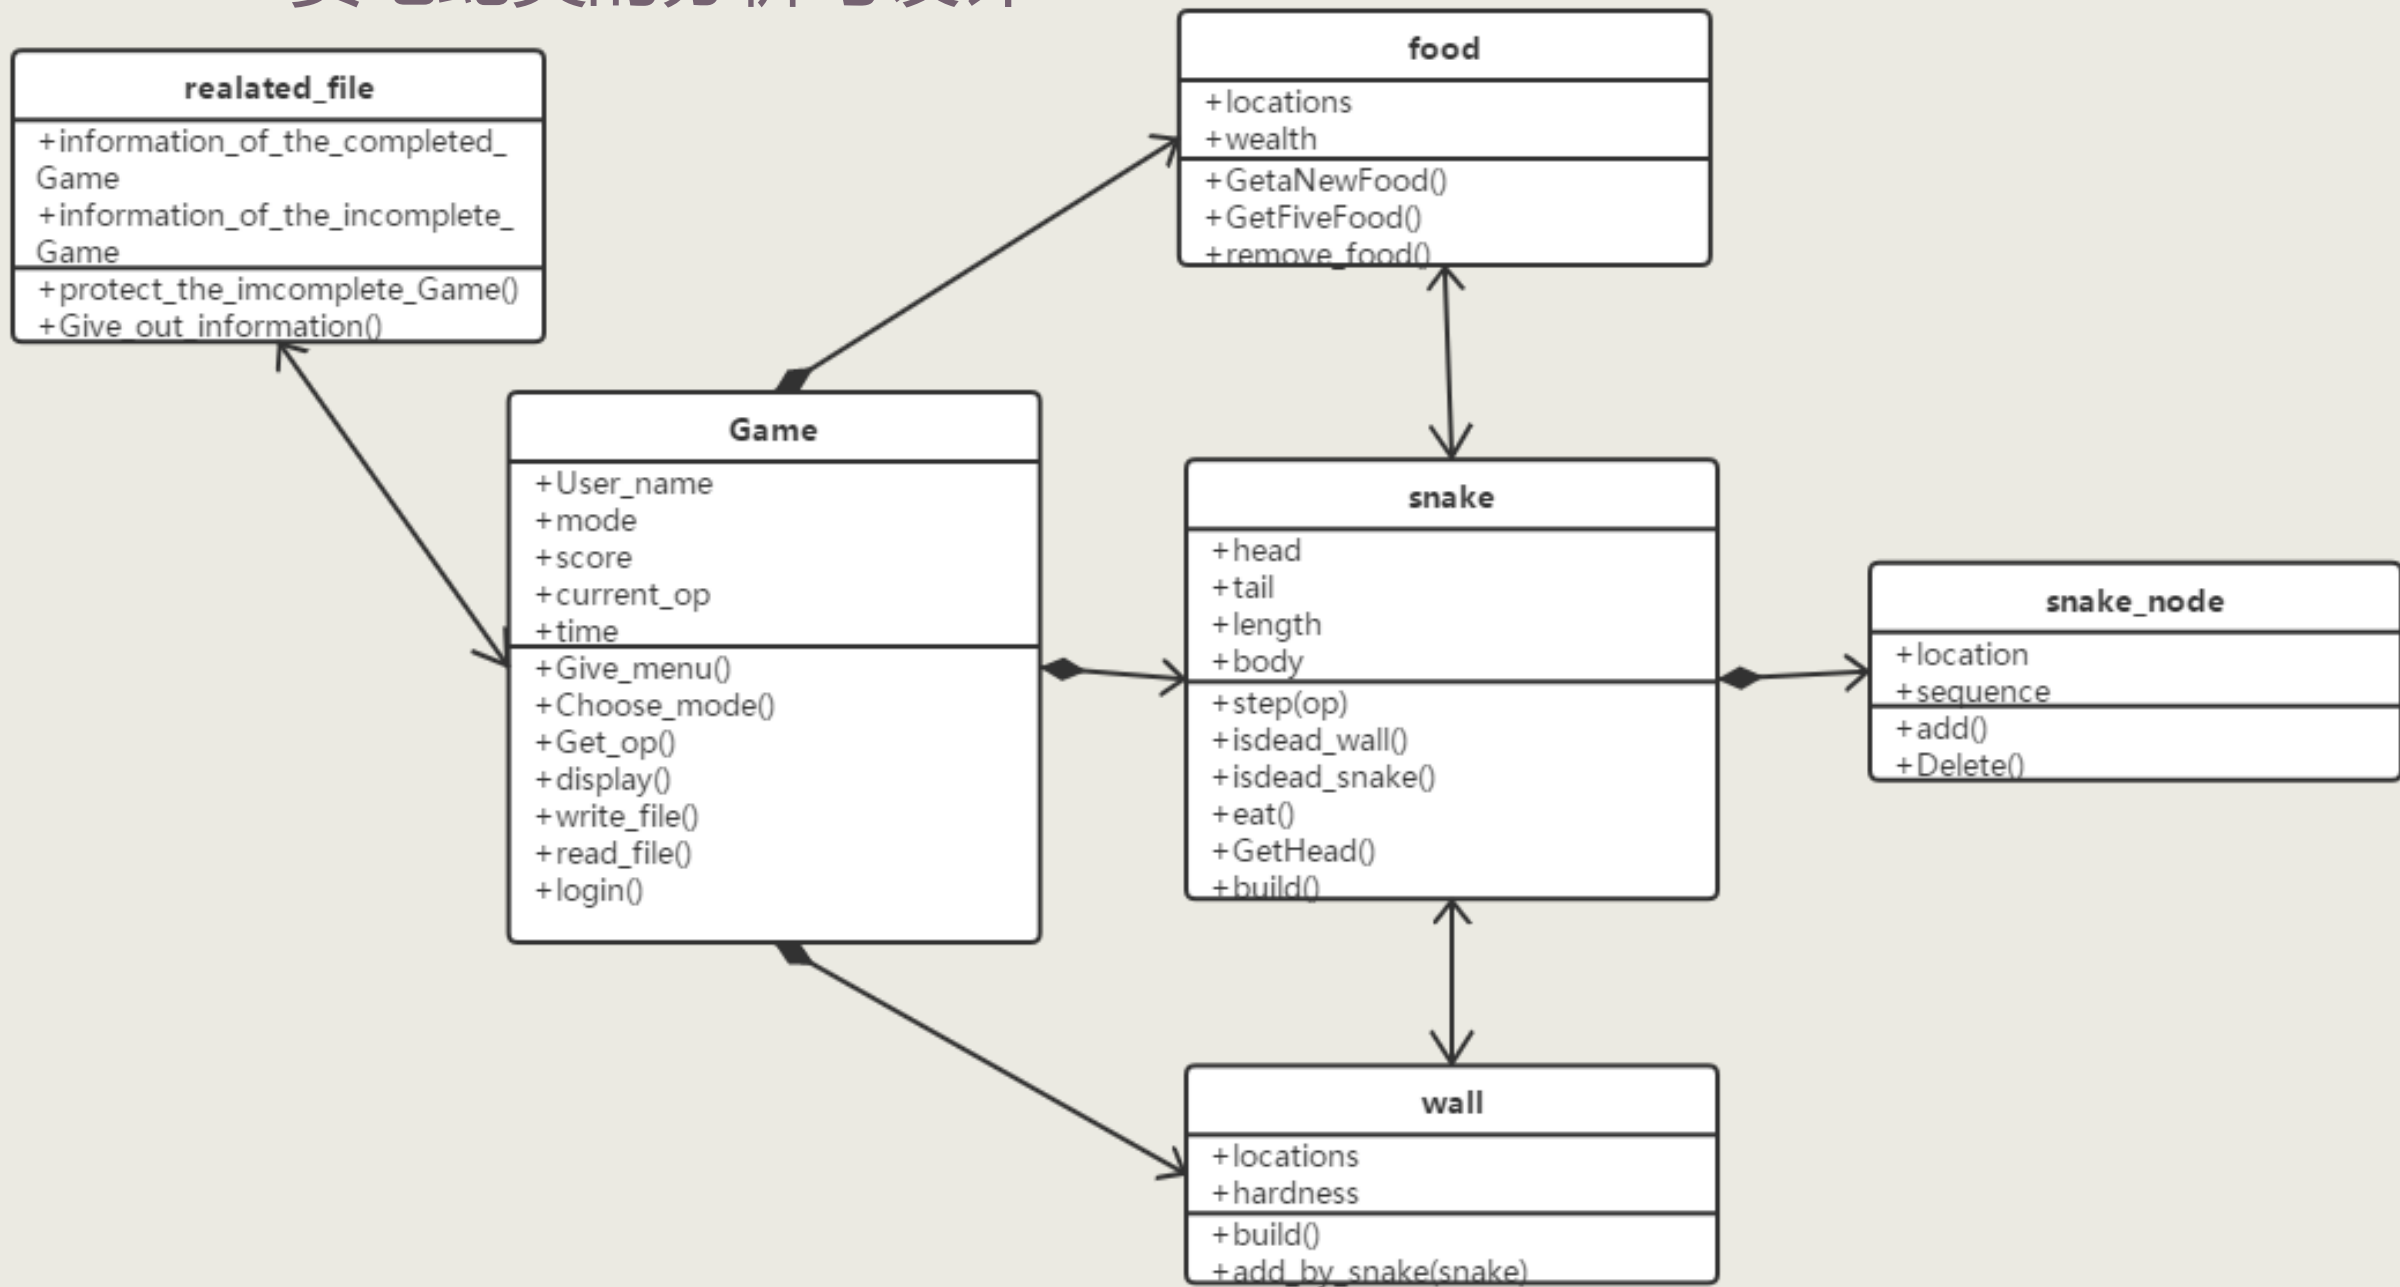 realated_file
+information_of_the_completed_
Game
+information_of_the_incomplete_
Game
+protect_the_imcomplete_Game()
+Give_out_information()
food
+locations
+wealth
+GetaNewFood()
+GetFiveFood()
+remove_food()
Game
+User_name
+mode
+score
+current_op
+time
+Give_menu()
+Choose_mode()
+Get_op()
+display()
+write_file()
+read_file()
+login()
snake
+head
+tail
+length
+body
+step(op)
+isdead_wall()
+isdead_snake()
+eat()
+GetHead()
+build()
snake_node
+location
+sequence
+add()
+Delete()
wall
+locations
+hardness
+build()
+add_by_snake(snake)